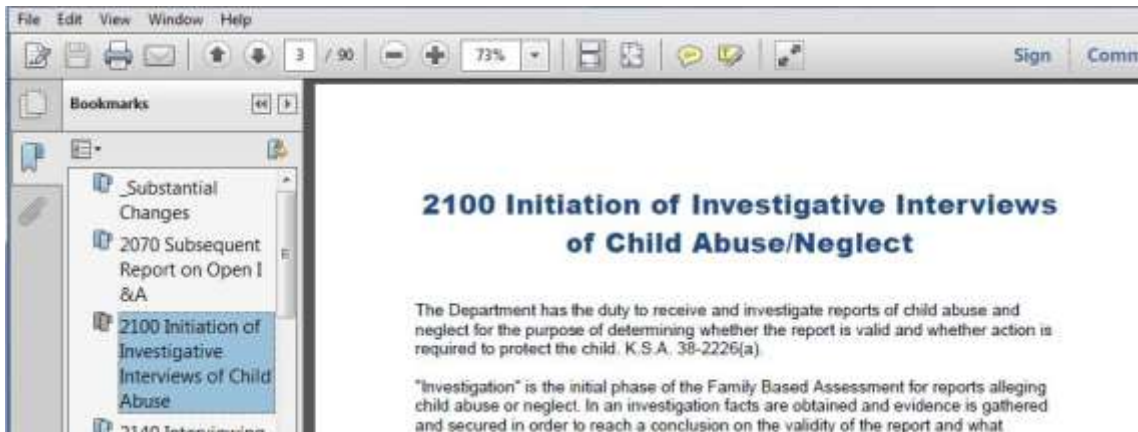 File Edit View Window Help
3 / 90 73% Sign Comm
Bookmarks
_Substantial
Changes
2070 Subsequent
Report on Open I
&A
2100 Initiation of
Investigative
Interviews of Child
Abuse
2140 Interviewing
2100 Initiation of Investigative Interviews
of Child Abuse/Neglect
The Department has the duty to receive and investigate reports of child abuse and
neglect for the purpose of determining whether the report is valid and whether action is
required to protect the child. K.S.A. 38-2226(a).
"Investigation" is the initial phase of the Family Based Assessment for reports alleging
child abuse or neglect. In an investigation facts are obtained and evidence is gathered
and secured in order to reach a conclusion on the validity of the report and what